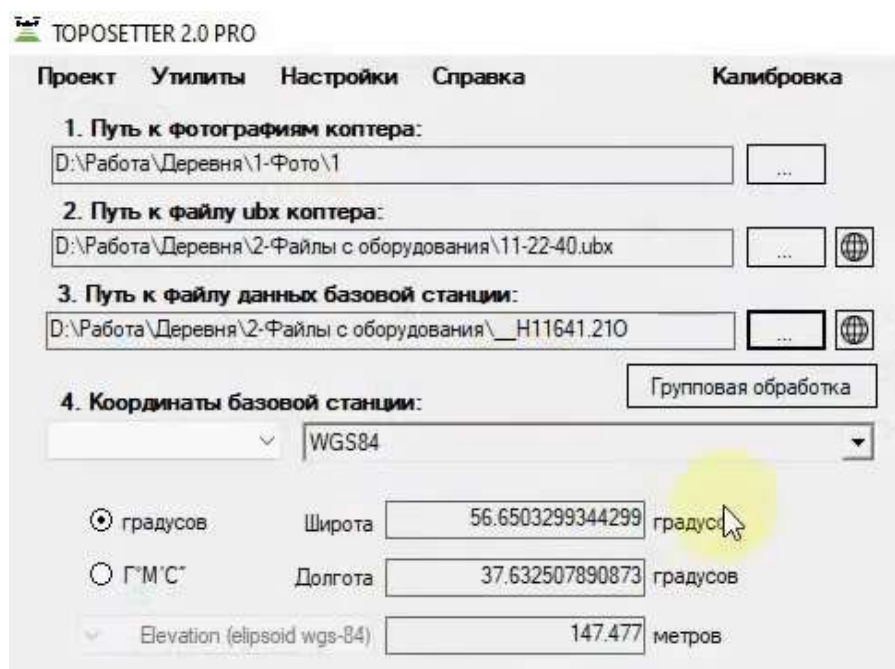 TOPOSETTER 2.0 PRO
Проект Утилиты Настройки Справка Калибровка
1. Путь к фотографиям коптера:
D:\Работа\Деревня\1-Фото\1
...
2. Путь к файлу ubx коптера:
D:\Работа\Деревня\2-Файлы с оборудования\11-22-40.ubx
...
3. Путь к файлу данных базовой станции:
D:\Работа\Деревня\2-Файлы с оборудования\__H11641.21O
...
Групповая обработка
4. Координаты базовой станции:
WGS84
градусов Широта 56.6503299344299 градусо
Г°М'С" Долгота 37.632507890873 градусов
Elevation (elipsoid wgs-84) 147.477 метров